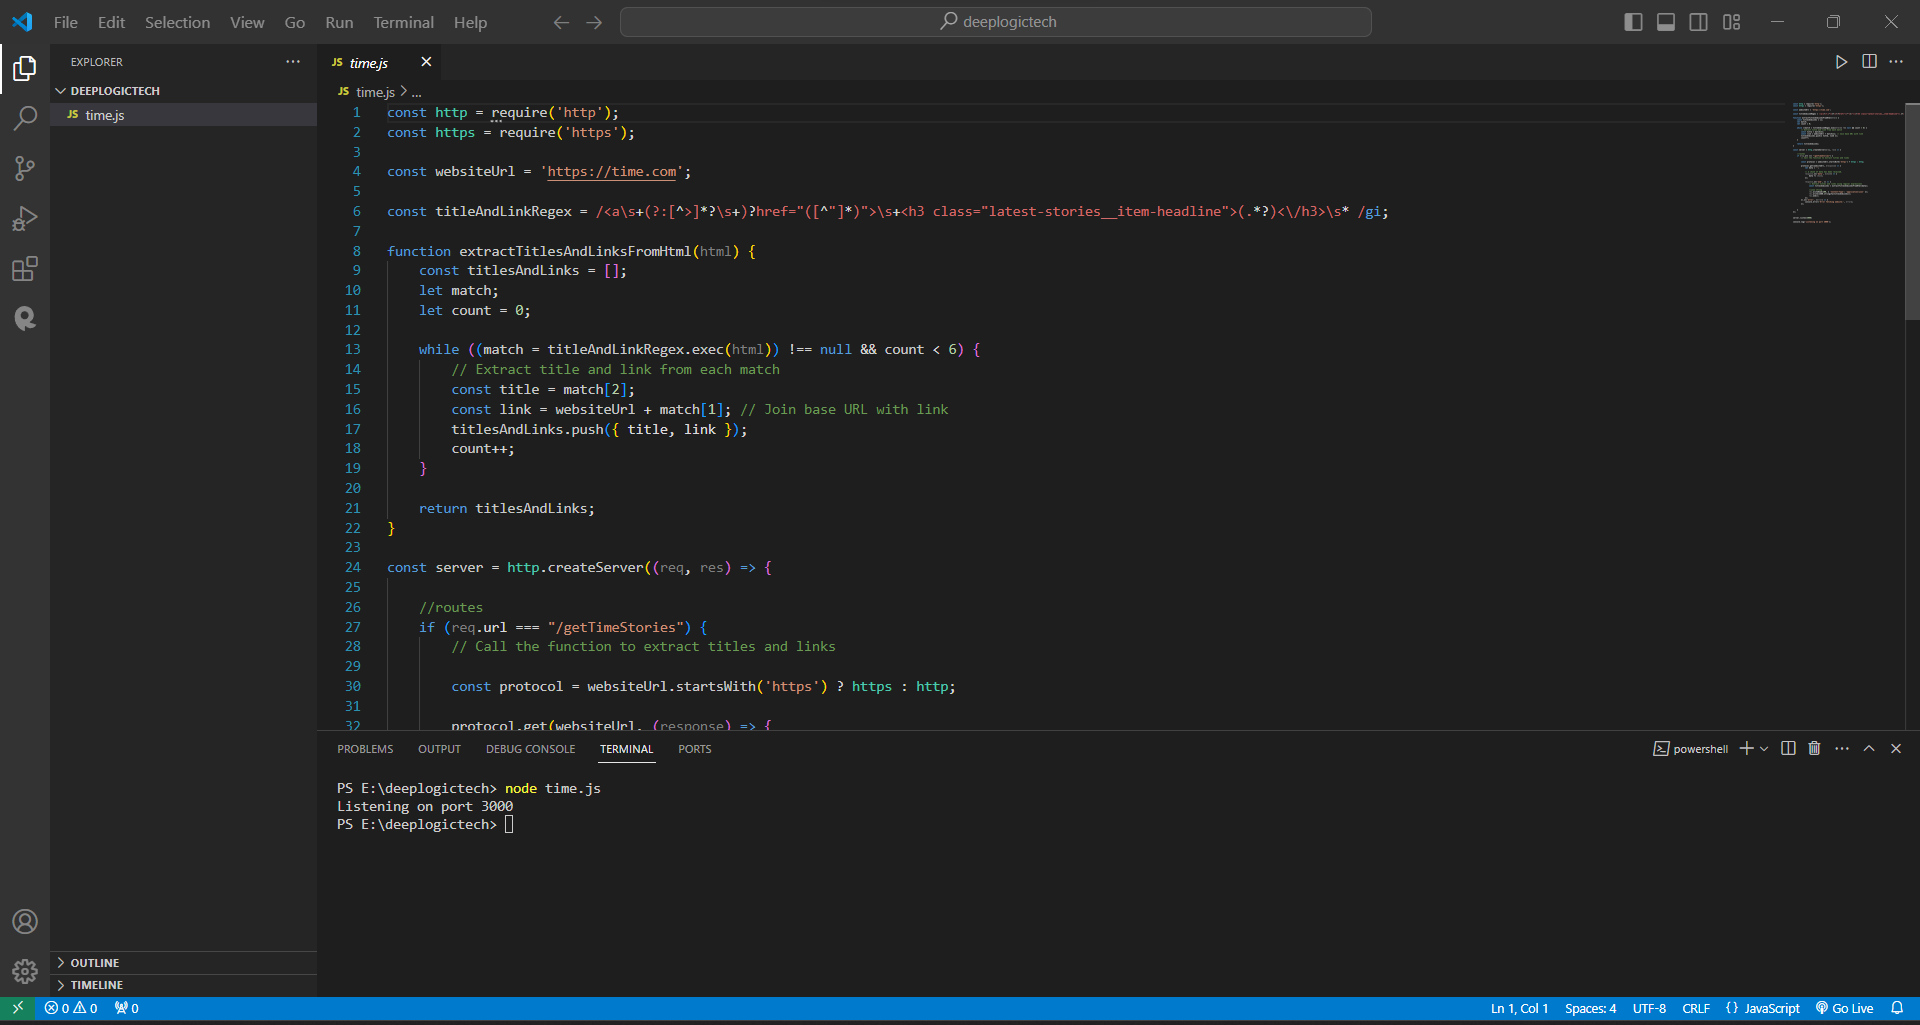 File Edit Selection View Go Run Terminal Help
deeplogictech
EXPLORER
DEEPLOGICTECH
JS time.js
OUTLINE
TIMELINE
JS time.js
JS time.js > ...
1 const http = require('http');
2 const https = require('https');
3
4 const websiteUrl = 'https://time.com';
5
6 const titleAndLinkRegex = /<a\s+(?:[^>]*?\s+)?href="([^"]*)">\s+<h3 class="latest-stories__item-headline">(.*?)<\/h3>\s* /gi;
7
8 function extractTitlesAndLinksFromHtml(html) {
9     const titlesAndLinks = [];
10     let match;
11     let count = 0;
12
13     while ((match = titleAndLinkRegex.exec(html)) !== null && count < 6) {
14         // Extract title and link from each match
15         const title = match[2];
16         const link = websiteUrl + match[1]; // Join base URL with link
17         titlesAndLinks.push({ title, link });
18         count++;
19     }
20
21     return titlesAndLinks;
22 }
23
24 const server = http.createServer((req, res) => {
25
26     //routes
27     if (req.url === "/getTimeStories") {
28         // Call the function to extract titles and links
29
30         const protocol = websiteUrl.startsWith('https') ? https : http;
31
32         protocol.get(websiteUrl, (response) => {
PROBLEMS OUTPUT DEBUG CONSOLE TERMINAL PORTS
powershell
PS E:\deeplogictech> node time.js
Listening on port 3000
PS E:\deeplogictech>
0 0 0
Ln 1, Col 1 Spaces: 4 UTF-8 CRLF {} JavaScript Go Live